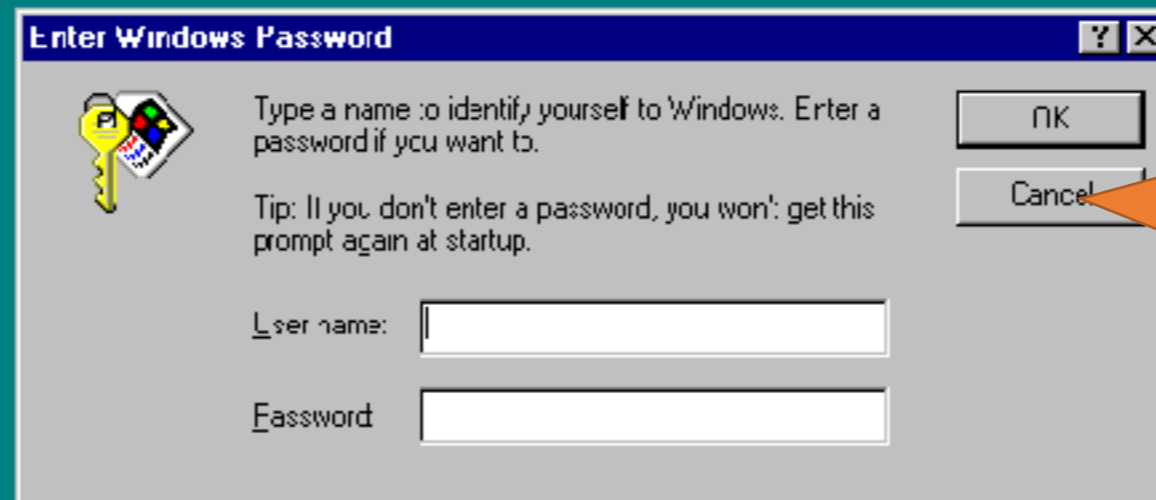 Enter Windows Password
Type a name to identify yourself to Windows. Enter a
password if you want to.
Tip: If you don't enter a password, you won't get this
prompt again at startup.
User name:
Password:
OK
Cancel